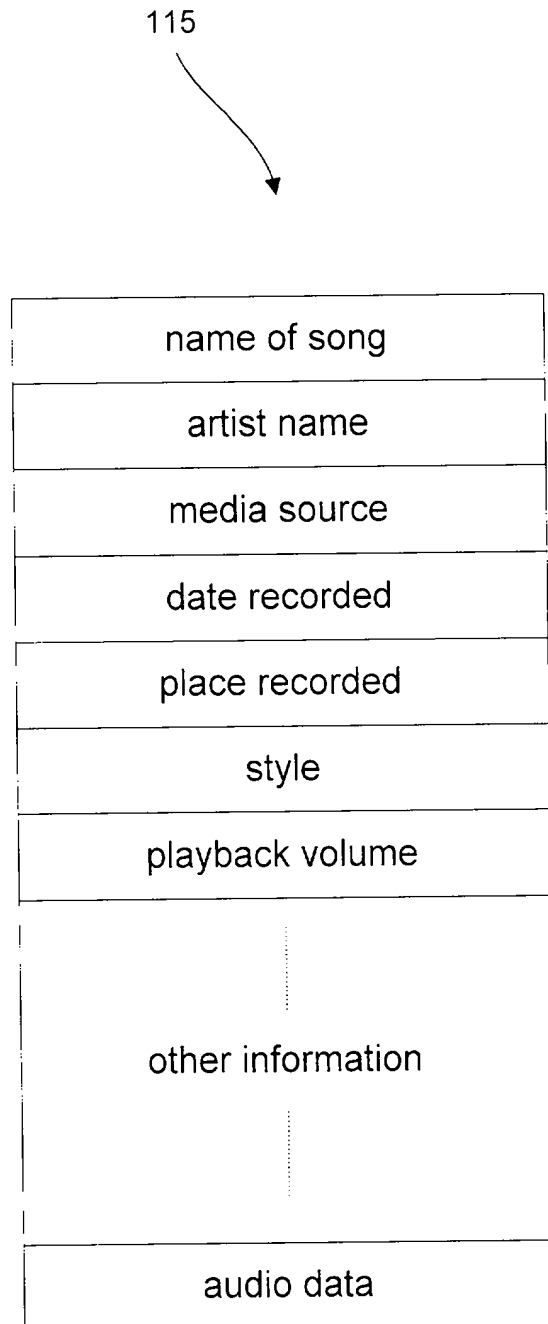 115
name of song
artist name
media source
date recorded
place recorded
style
playback volume
other information
audio data